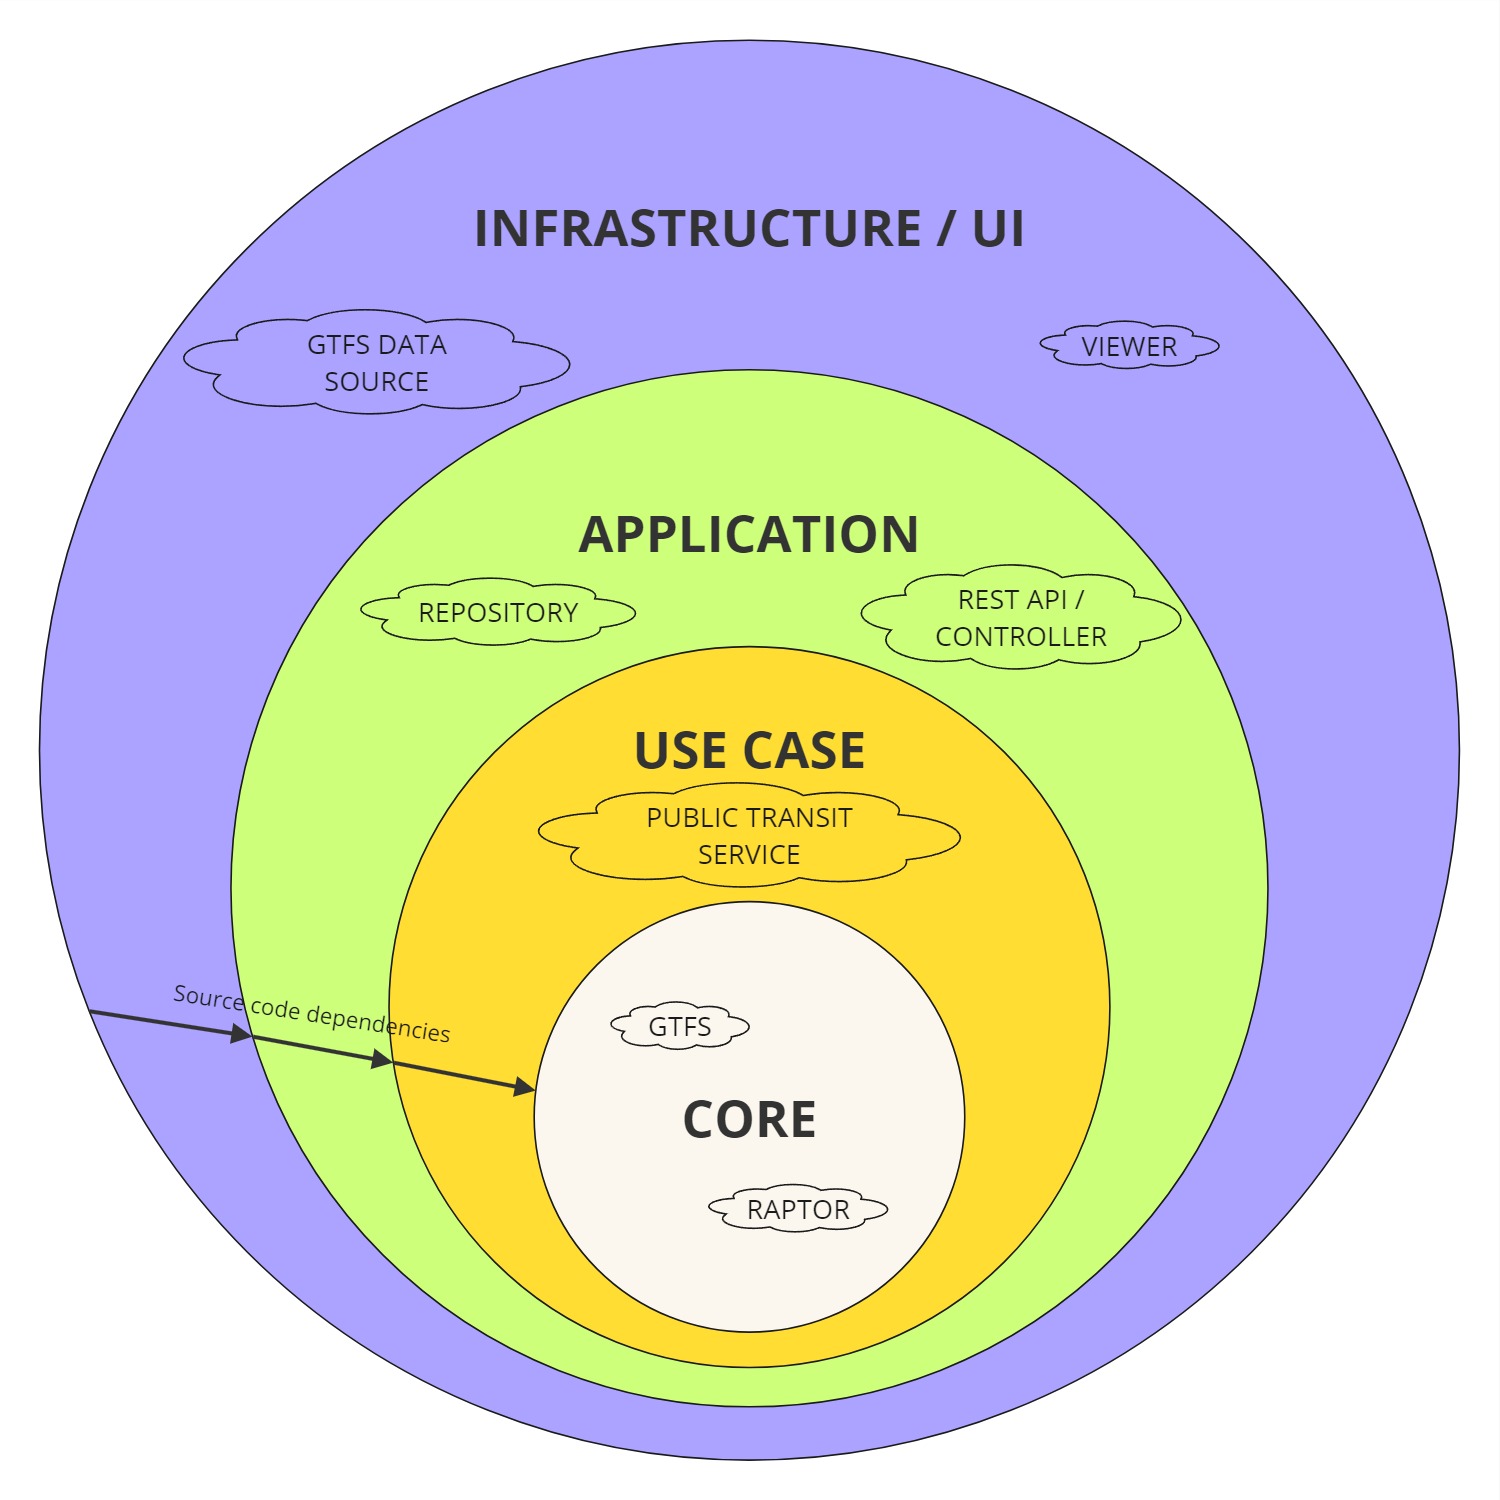 INFRASTRUCTURE / UI
GTFS DATA
SOURCE
VIEWER
APPLICATION
REPOSITORY
REST API /
CONTROLLER
USE CASE
PUBLIC TRANSIT
SERVICE
Source code dependencies
GTFS
CORE
RAPTOR